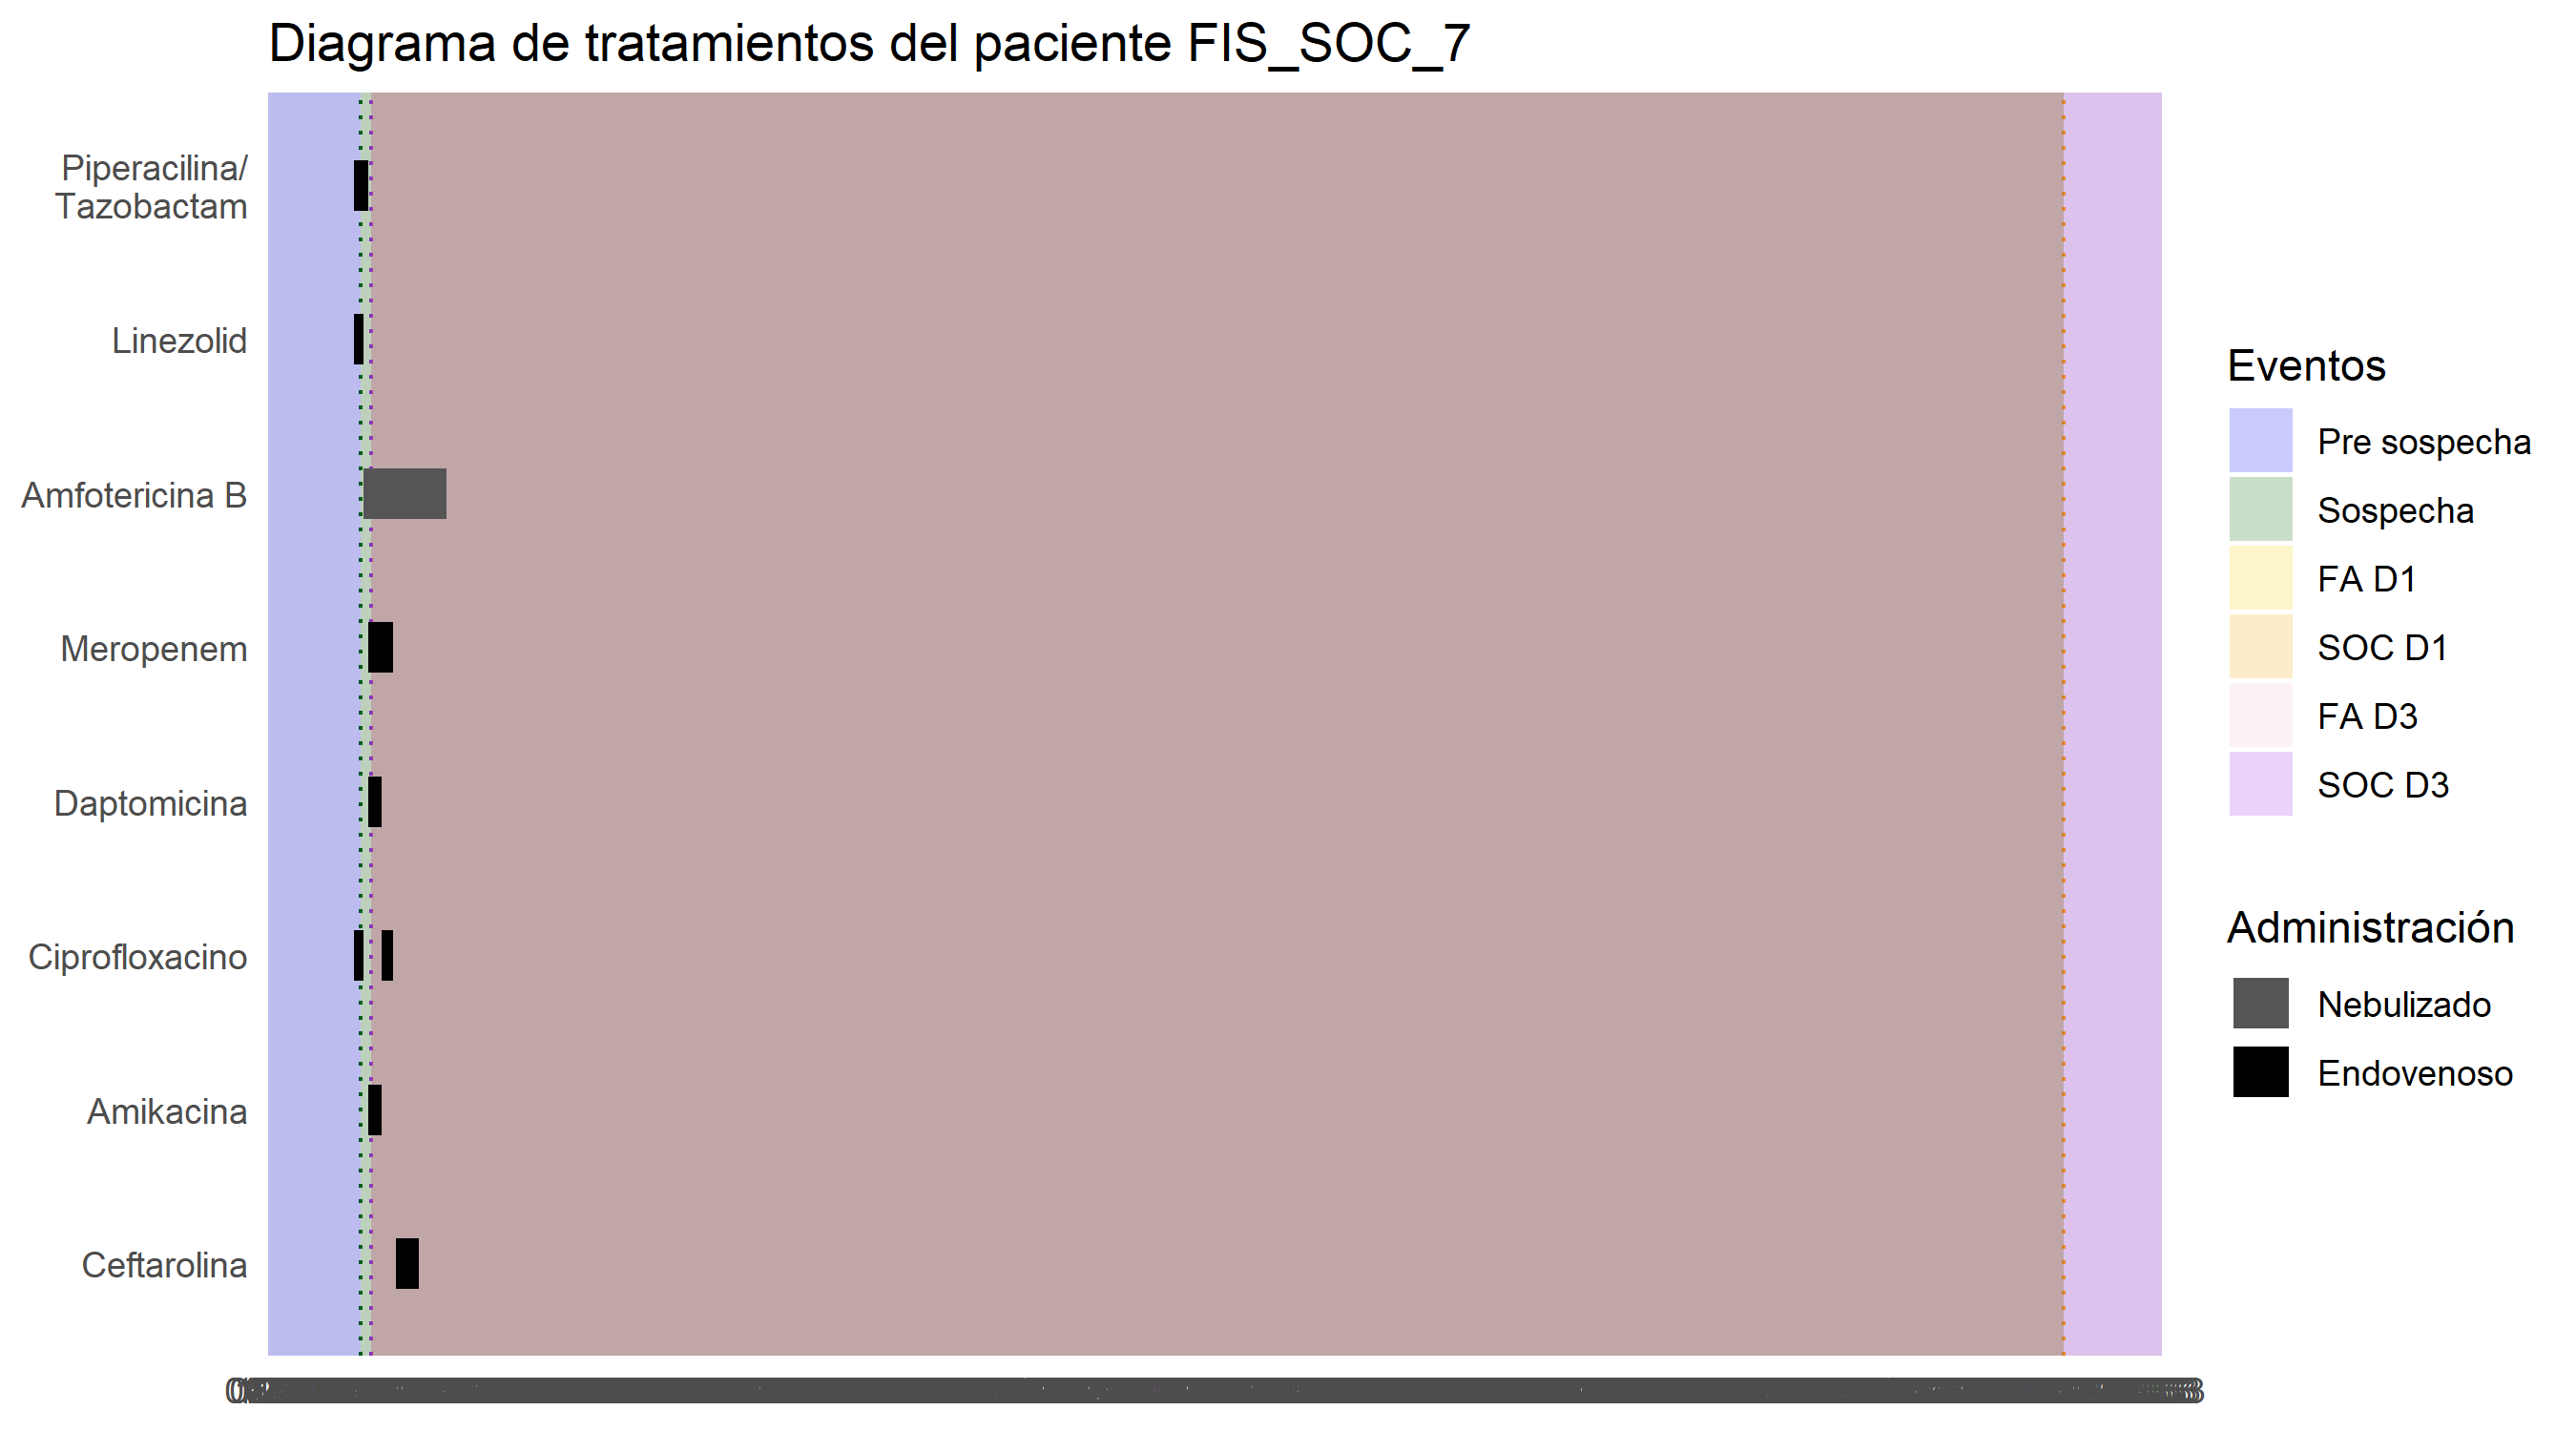 Diagrama de tratamientos del paciente FIS_SOC_7
Piperacilina/
Tazobactam
Linezolid
Amfotericina B
Meropenem
Daptomicina
Ciprofloxacino
Amikacina
Ceftarolina
Eventos
Pre sospecha
Sospecha
FA D1
SOC D1
FA D3
SOC D3
Administración
Nebulizado
Endovenoso